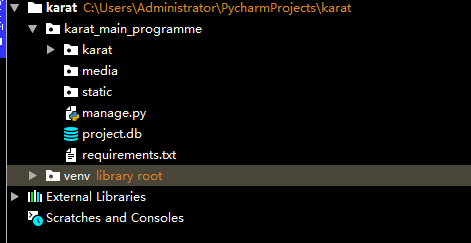 karat C:\Users\Administrator\PycharmProjects\karat
karat_main_programme
karat
media
static
manage.py
project.db
requirements.txt
venv library root
External Libraries
Scratches and Consoles